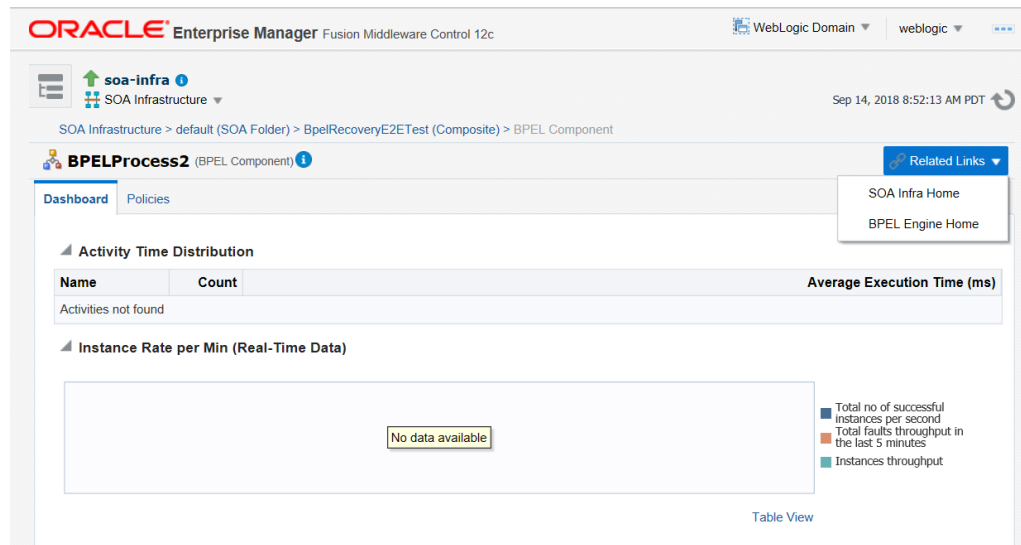 ORACLE Enterprise Manager Fusion Middleware Control 12c
WebLogic Domain
weblogic
soa-infra
SOA Infrastructure
Sep 14, 2018 8:52:13 AM PDT
SOA Infrastructure > default (SOA Folder) > BpelRecoveryE2ETest (Composite) > BPEL Component
BPELProcess2 (BPEL Component)
Related Links
SOA Infra Home
BPEL Engine Home
Dashboard Policies
Activity Time Distribution
Name Count Average Execution Time (ms)
Activities not found
Instance Rate per Min (Real-Time Data)
No data available
Total no of successful
instances per second
Total faults throughput in
the last 5 minutes
Instances throughput
Table View